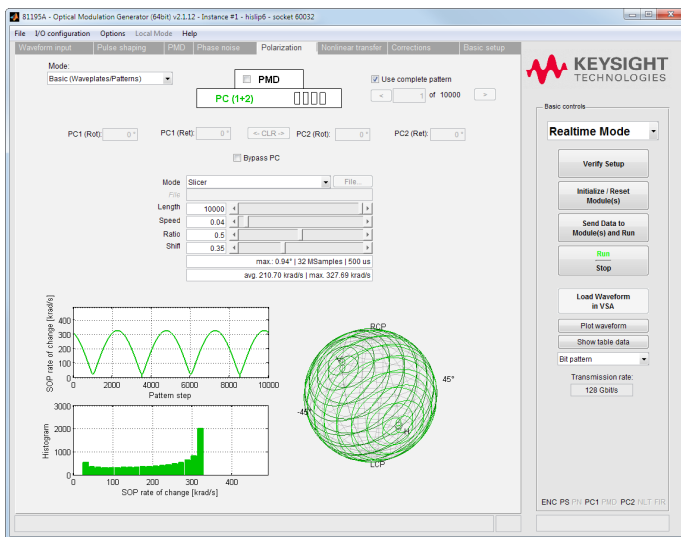 81195A - Optical Modulation Generator (64bit) v2.1.12 - Instance #1 - hislip6 - socket 60032
File I/O configuration Options Local Mode Help
Waveform input Pulse shaping PMD Phase noise Polarization Nonlinear transfer Corrections Basic setup
Mode:
Basic (Waveplates/Patterns)
PMD
PC (1+2)
Use complete pattern
< 1 of 10000 >
PC1 (Rot): 0 ° PC1 (Ret): 0 ° <- CLR -> PC2 (Rot): 0 ° PC2 (Ret): 0 °
Bypass PC
Mode Slicer File...
File
Length 10000
Speed 0.04
Ratio 0.5
Shift 0.35
max.: 0.94° | 32 MSamples | 500 us
avg. 210.70 krad/s | max. 327.69 krad/s
SOP rate of change [krad/s]
400
300
200
100
0
0 2000 4000 6000 8000 10000
Pattern step
Histogram
3000
2000
1000
0
0 100 200 300 400
SOP rate of change [krad/s]
RCP
V
45°
-45°
H
LCP
KEYSIGHT
TECHNOLOGIES
Basic controls
Realtime Mode
Verify Setup
Initialize / Reset
Module(s)
Send Data to
Module(s) and Run
Run
Stop
Load Waveform
in VSA
Plot waveform
Show table data
Bit pattern
Transmission rate:
128 Gbit/s
ENC PS PN PC1 PMD PC2 NLT FIR